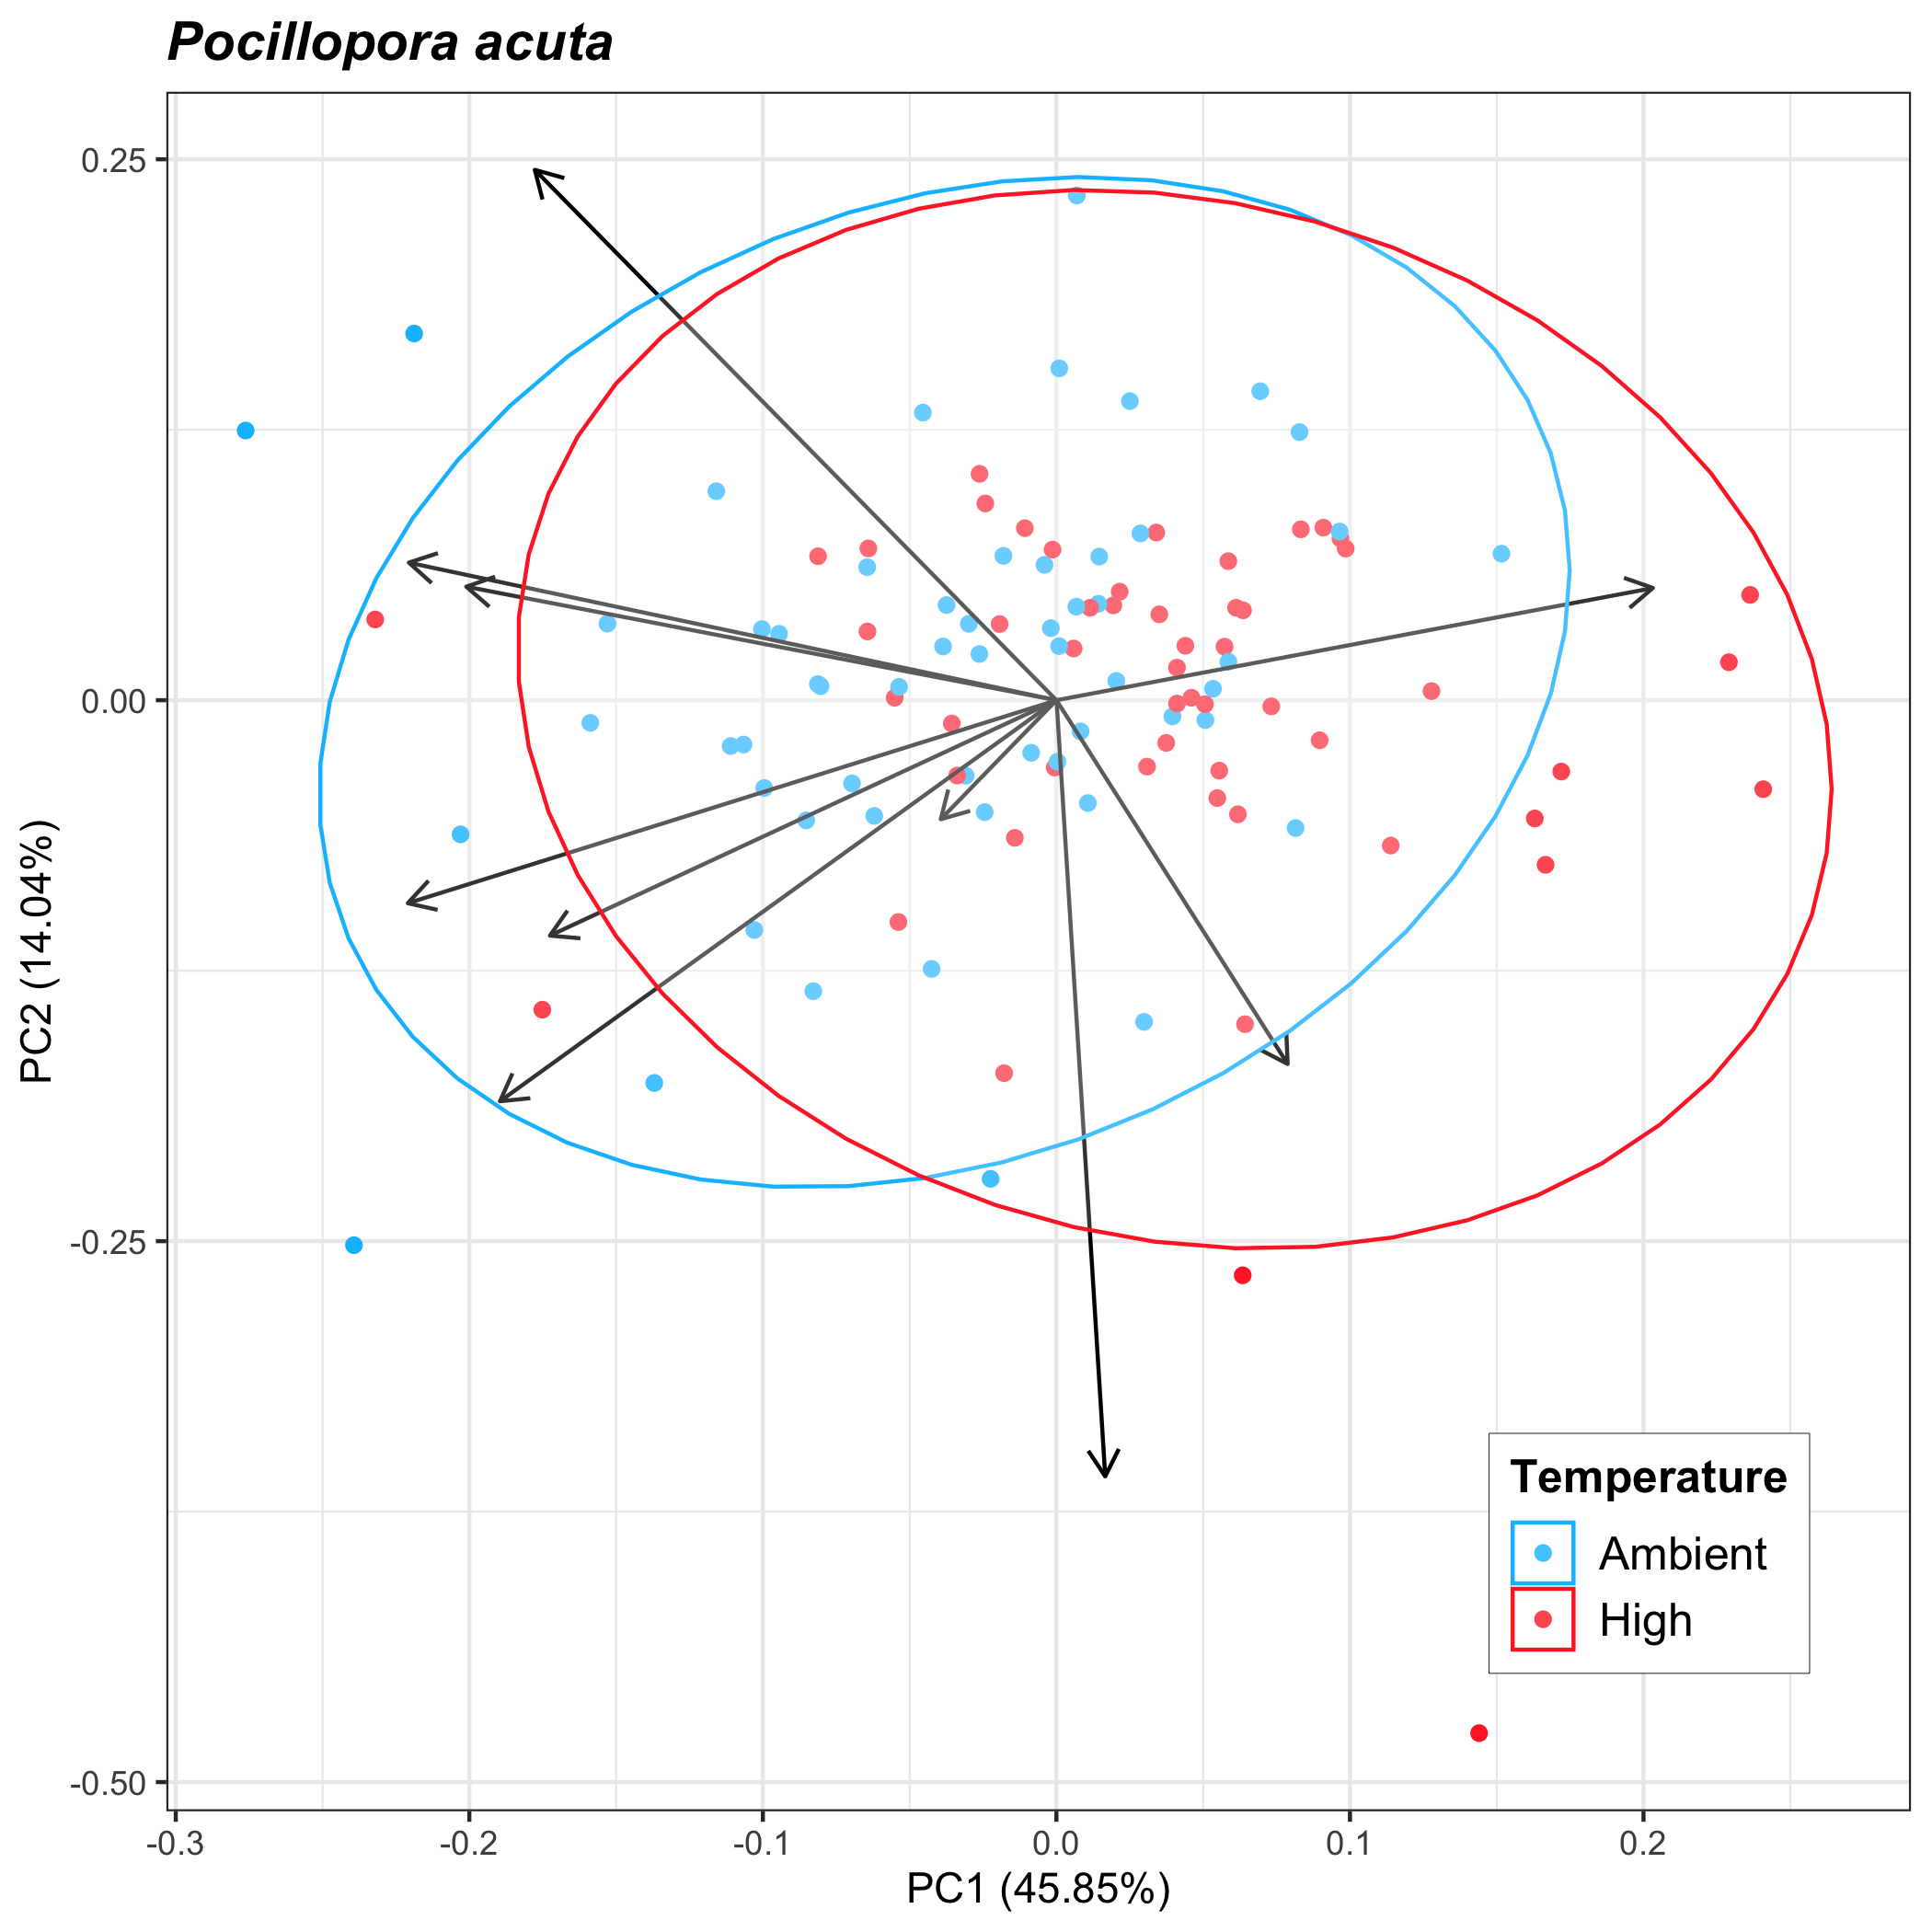 Pocillopora acuta
0.25
0.00
-0.25
-0.50
PC2 (14.04%)
-0.3
-0.2
-0.1
0.0
0.1
0.2
PC1 (45.85%)
Temperature
Ambient
High